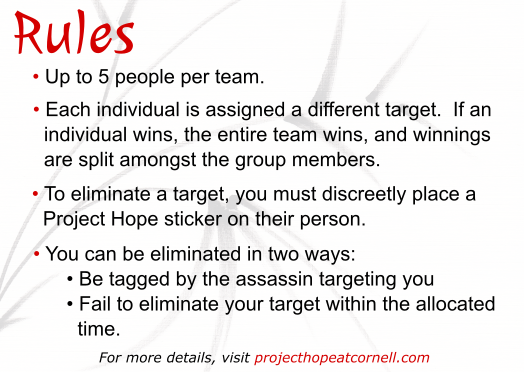 Rules
• Up to 5 people per team.
• Each individual is assigned a different target.  If an
individual wins, the entire team wins, and winnings
are split amongst the group members.
• To eliminate a target, you must discreetly place a
Project Hope sticker on their person.
• You can be eliminated in two ways:
• Be tagged by the assassin targeting you
• Fail to eliminate your target within the allocated
time.
For more details, visit projecthopeatcornell.com